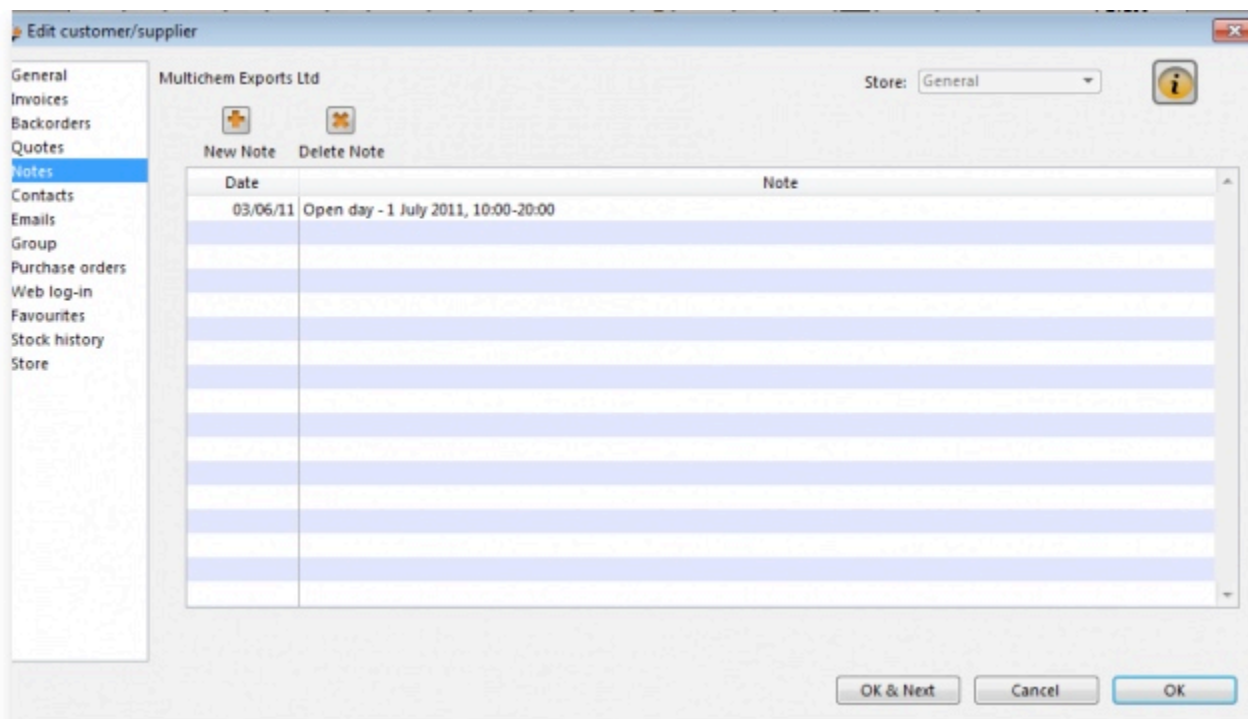 Edit customer/supplier
General
Invoices
Backorders
Quotes
Notes
Contacts
Emails
Group
Purchase orders
Web log-in
Favourites
Stock history
Store
Multichem Exports Ltd
Store: General
i
New Note Delete Note
Date Note
03/06/11 Open day - 1 July 2011, 10:00-20:00
OK & Next Cancel OK